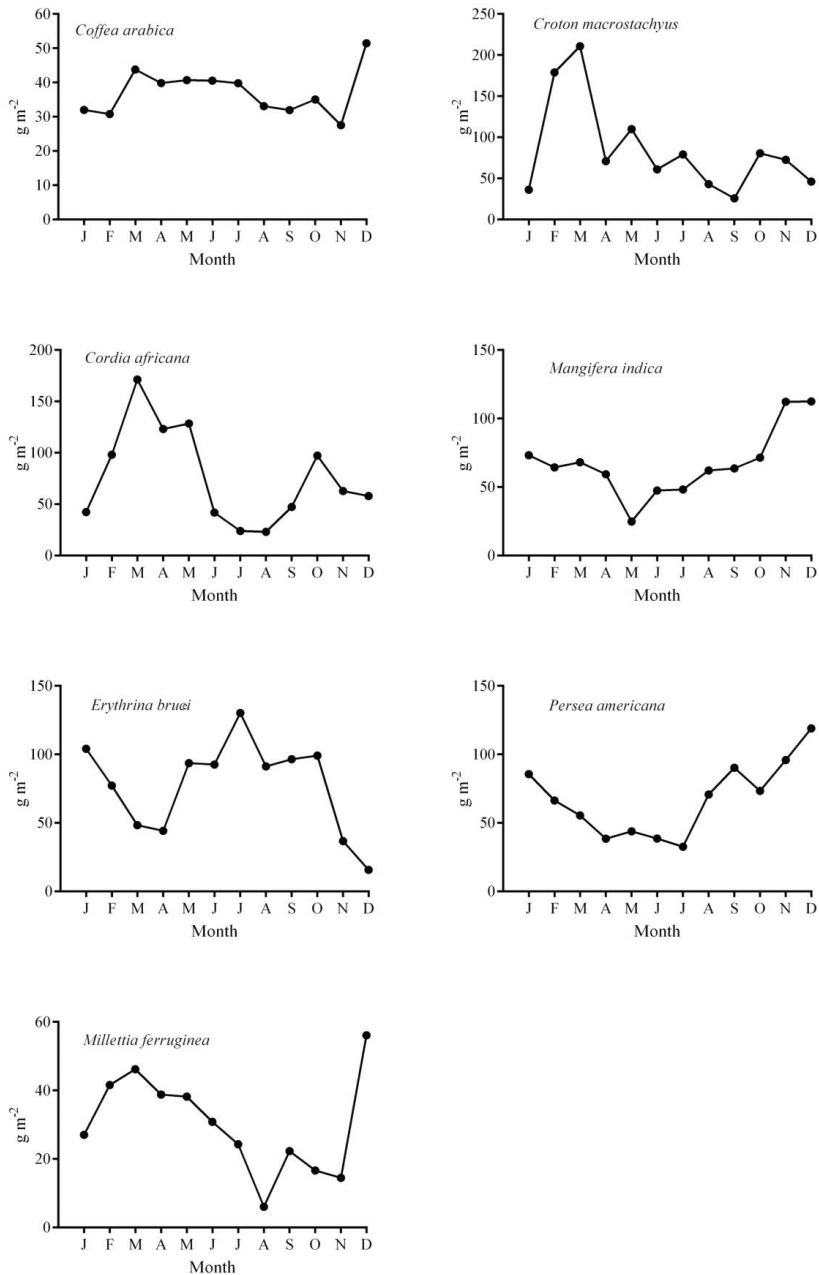 Coffea arabica
60
50
40
30
20
10
0
g m-2
J F M A M J J A S O N D
Month
Croton macrostachyus
250
200
150
100
50
0
g m-2
J F M A M J J A S O N D
Month
Cordia africana
200
150
100
50
0
g m-2
J F M A M J J A S O N D
Month
Mangifera indica
150
100
50
0
g m-2
J F M A M J J A S O N D
Month
Erythrina
150
100
50
0
g m-2
J F M A M J J A S O N D
Month
Persea americana
150
100
50
0
g m-2
J F M A M J J A S O N D
Month
Millettia ferruginea
60
40
20
0
g m-2
J F M A M J J A S O N D
Month